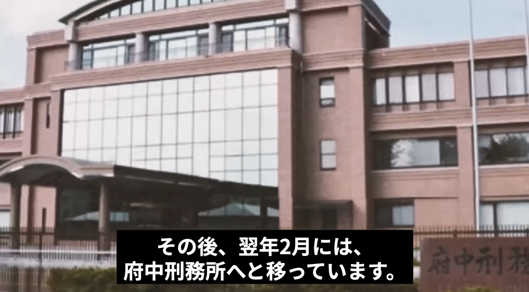 その後、翌年2月には、
府中刑務所へと移っています。
府中刑務